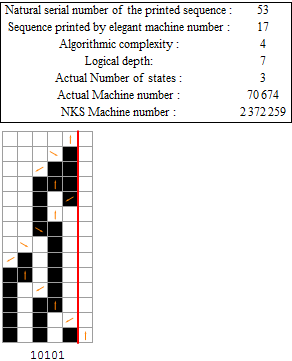 Natural serial number of the printed sequence : 53
Sequence printed by elegant machine number : 17
Algorithmic complexity : 4
Logical depth: 7
Actual Number of states : 3
Actual Machine number : 70 674
NKS Machine number : 2 372 259
10101